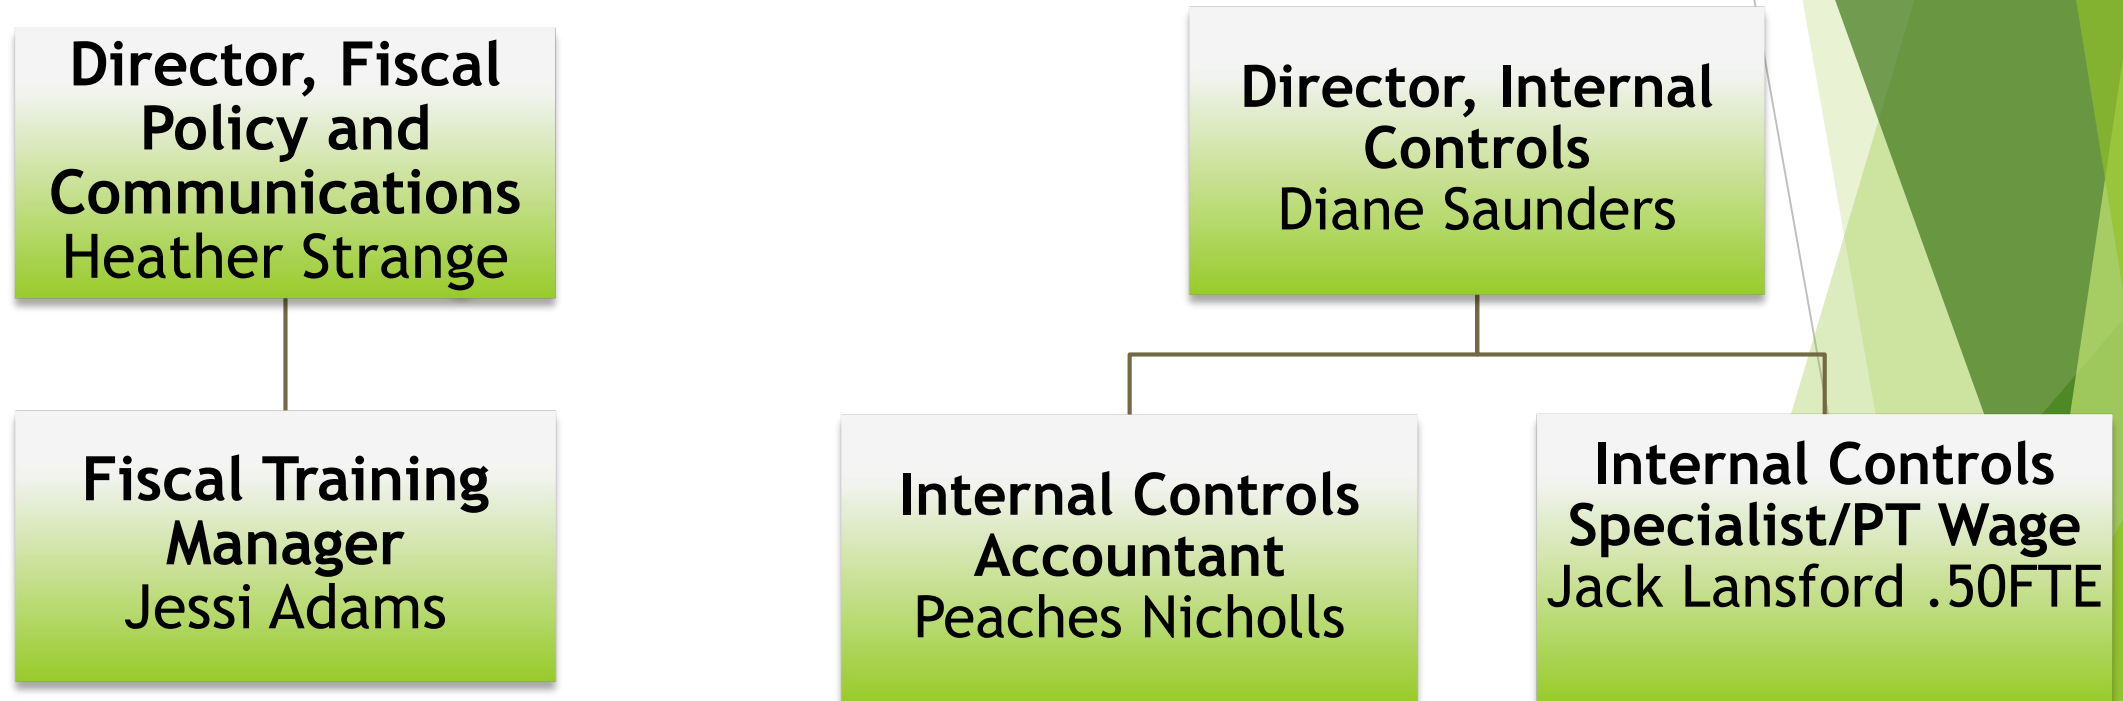 Director, Fiscal
Policy and
Communications
Heather Strange
Director, Internal
Controls
Diane Saunders
Fiscal Training
Manager
Jessi Adams
Internal Controls
Accountant
Peaches Nicholls
Internal Controls
Specialist/PT Wage
Jack Lansford .50FTE